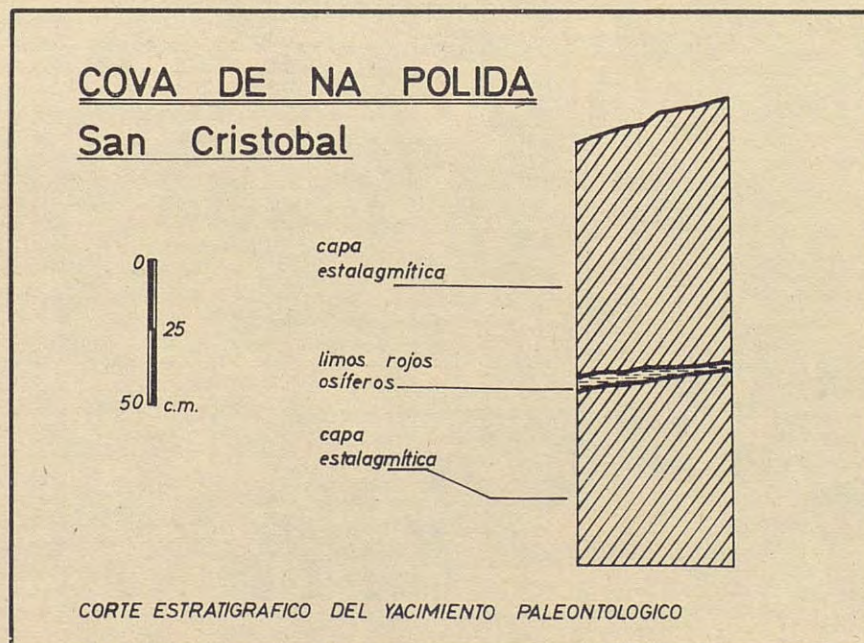 COVA DE NA POLIDA
San Cristobal
capa
estalagmítica
0
25
50 c.m.
limos rojos
osíferos
capa
estalagmítica
CORTE ESTRATIGRAFICO DEL YACIMIENTO PALEONTOLOGICO